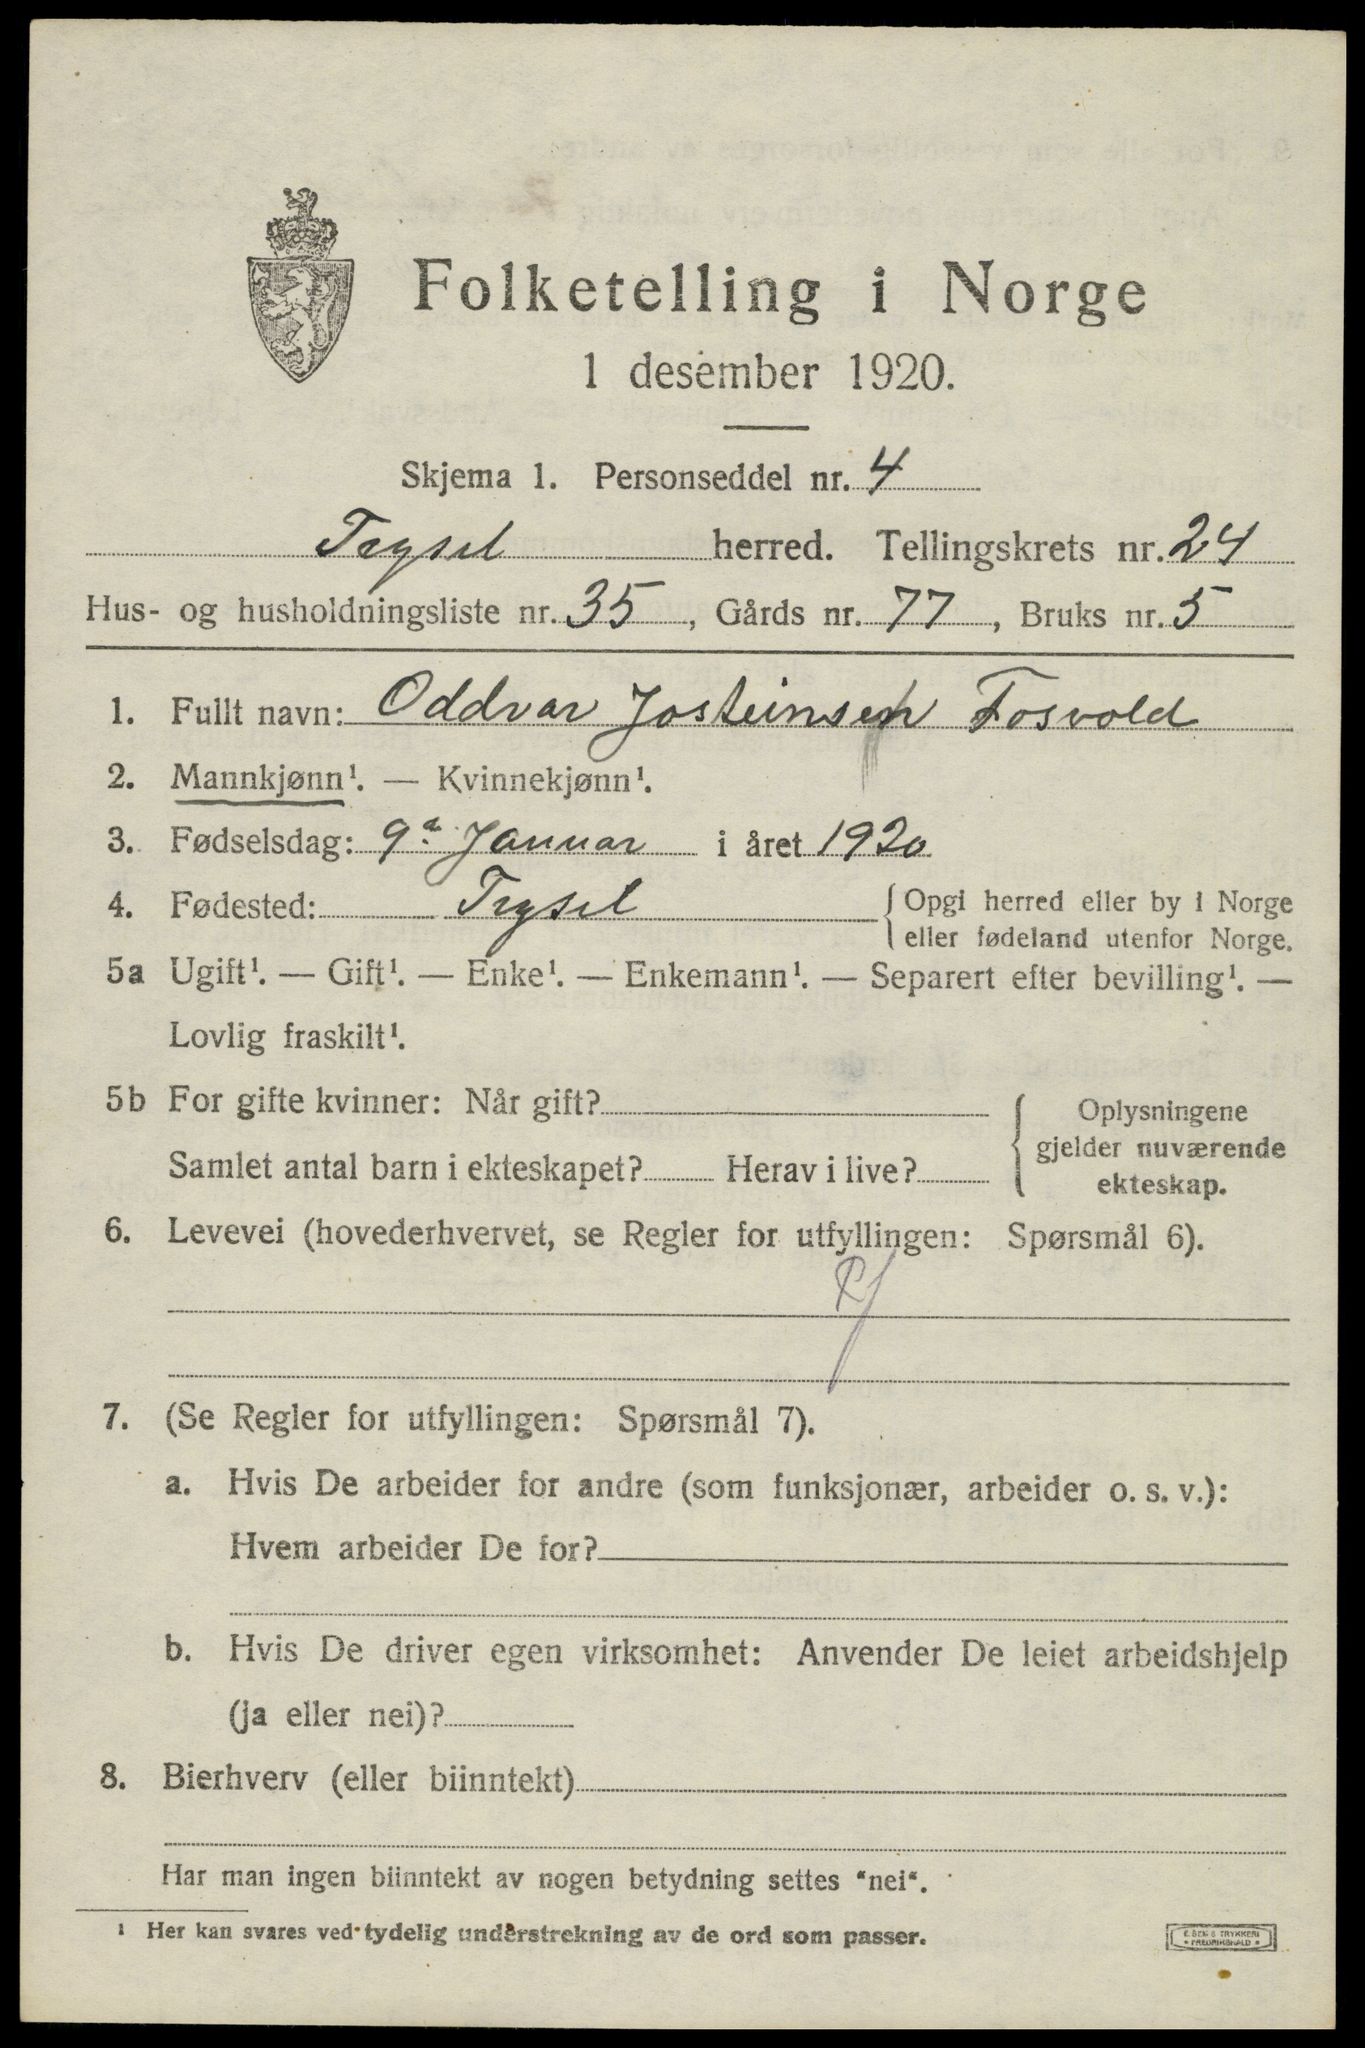 Folketelling i Norge
1 desember 1920.
Skjema 1. Personseddel nr. 4
Trysil herred. Tellingskrets nr. 24
Hus- og husholdningsliste nr. 35, Gårds nr. 77, Bruks nr. 5
1. Fullt navn: Oddvar Josteinsen Fosvold
2. Mannkjønn¹. — Kvinnekjønn¹.
3. Fødselsdag: 9de Januar i året 1920
4. Fødested: Trysil { Opgi herred eller by i Norge
eller fødeland utenfor Norge.
5a Ugift¹. — Gift¹. — Enke¹. — Enkemann¹. — Separert efter bevilling¹. —
Lovlig fraskilt¹.
5b For gifte kvinner: Når gift? { Oplysningene
gjelder nuværende
Samlet antal barn i ekteskapet? Herav i live? ekteskap.
6. Levevei (hovederhvervet, se Regler for utfyllingen: Spørsmål 6).
7. (Se Regler for utfyllingen: Spørsmål 7).
a. Hvis De arbeider for andre (som funksjonær, arbeider o. s. v.):
Hvem arbeider De for?
b. Hvis De driver egen virksomhet: Anvender De leiet arbeidshjelp
(ja eller nei)?
8. Bierhverv (eller biinntekt)
Har man ingen biinntekt av nogen betydning settes "nei".
¹ Her kan svares ved tydelig understrekning av de ord som passer.